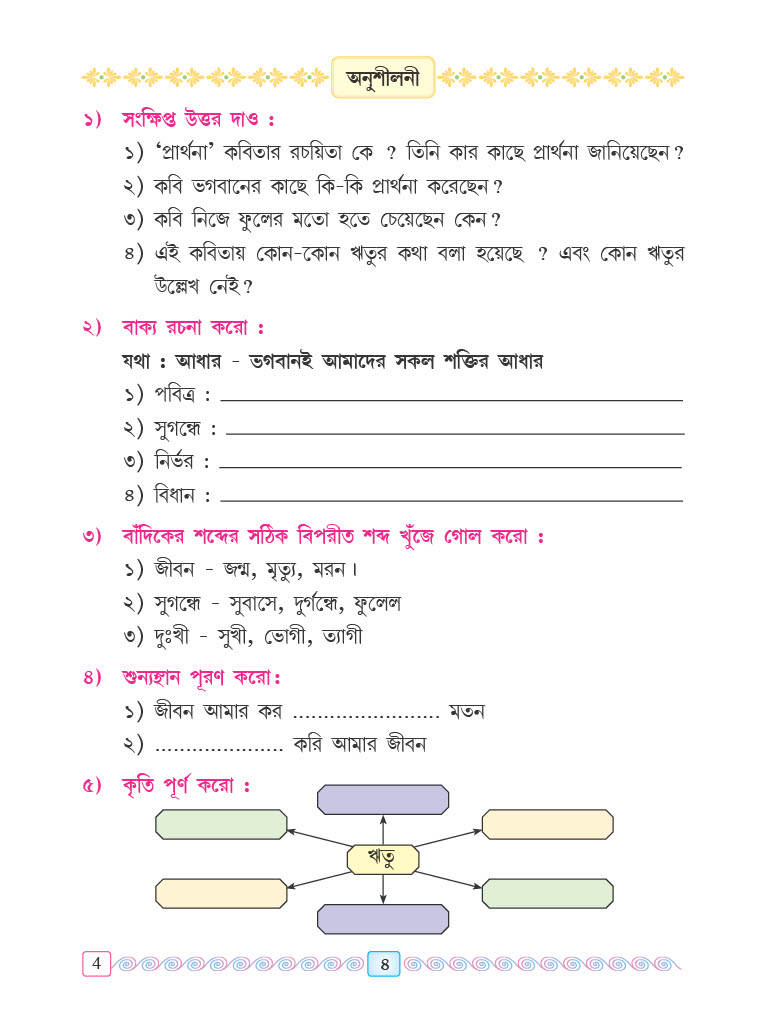 অনুশীলনী
১) সংক্ষিপ্ত উত্তর দাও :
১) ‘প্রার্থনা’ কবিতার রচয়িতা কে ? তিনি কার কাছে প্রার্থনা জানিয়েছেন ?
২) কবি ভগবানের কাছে কি-কি প্রার্থনা করেছেন ?
৩) কবি নিজে ফুলের মতো হতে চেয়েছেন কেন ?
৪) এই কবিতায় কোন-কোন ঋতুর কথা বলা হয়েছে ? এবং কোন ঋতুর
উল্লেখ নেই ?
২) বাক্য রচনা করো :
যথা : আধার - ভগবানই আমাদের সকল শক্তির আধার
১) পবিত্র :
২) সুগন্ধে :
৩) নির্ভর :
৪) বিধান :
৩) বাঁদিকের শব্দের সঠিক বিপরীত শব্দ খুঁজে গোল করো :
১) জীবন - জন্ম, মৃত্যু, মরন।
২) সুগন্ধে - সুবাসে, দুর্গন্ধে, ফুলেল
৩) দুঃখী - সুখী, ভোগী, ত্যাগী
৪) শুন্যস্থান পূরণ করো:
১) জীবন আমার কর ........................ মতন
২) ..................... করি আমার জীবন
৫) কৃতি পূর্ণ করো :
ঋতু
4 ৪